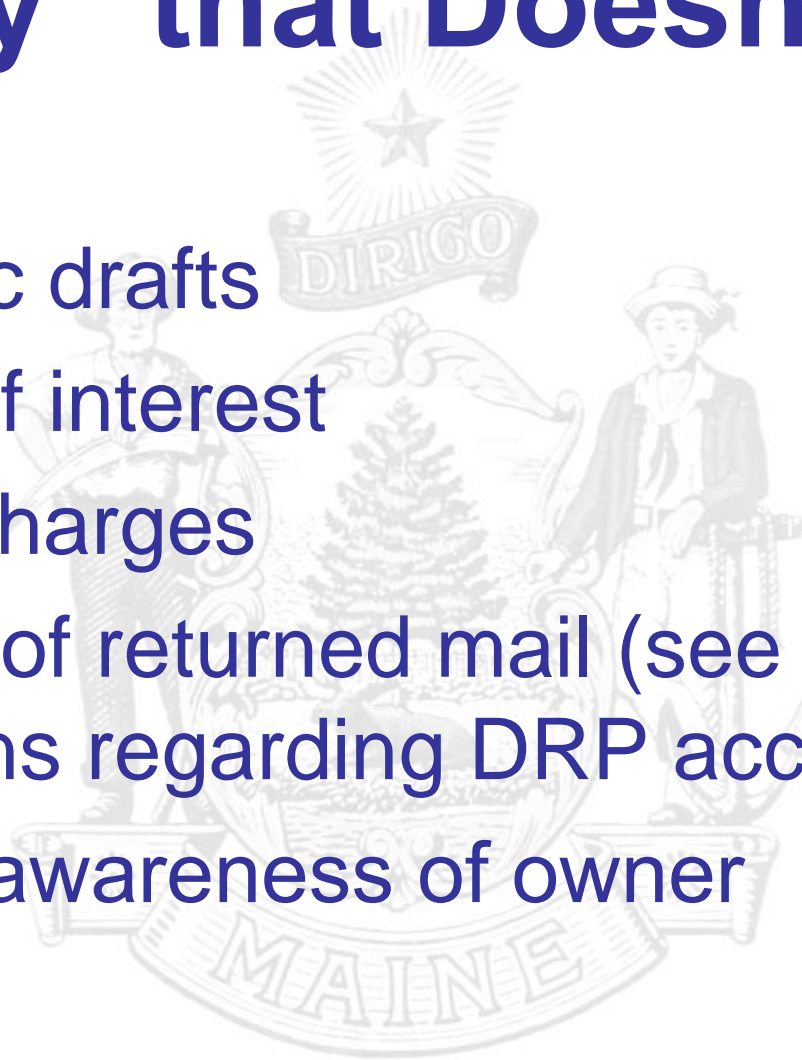 y" that Doesn
DIRIGO
c drafts
f interest
harges
of returned mail (see
ns regarding DRP acc
awareness of owner
MAINE